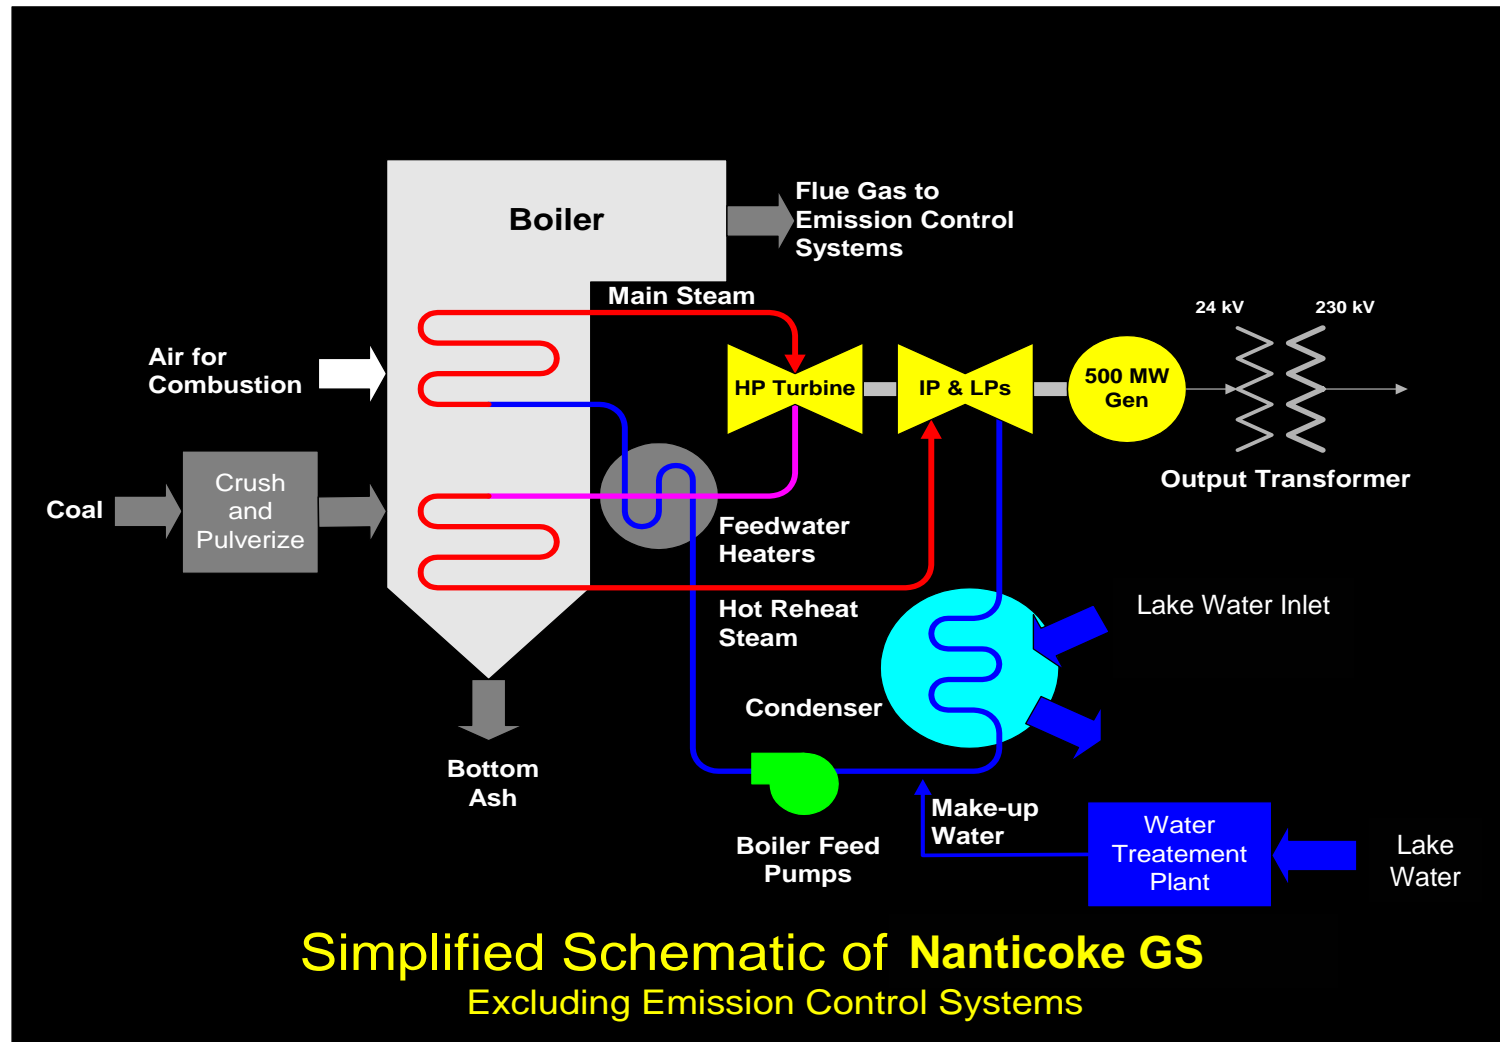 Boiler
Flue Gas to
Emission Control
Systems
Main Steam
24 kV
230 kV
Air for
Combustion
HP Turbine
IP & LPs
500 MW
Gen
Output Transformer
Coal
Crush
and
Pulverize
Feedwater
Heaters
Hot Reheat
Steam
Lake Water Inlet
Condenser
Bottom
Ash
Make-up
Water
Boiler Feed
Pumps
Water
Treatement
Plant
Lake
Water
Simplified Schematic of Nanticoke GS
Excluding Emission Control Systems